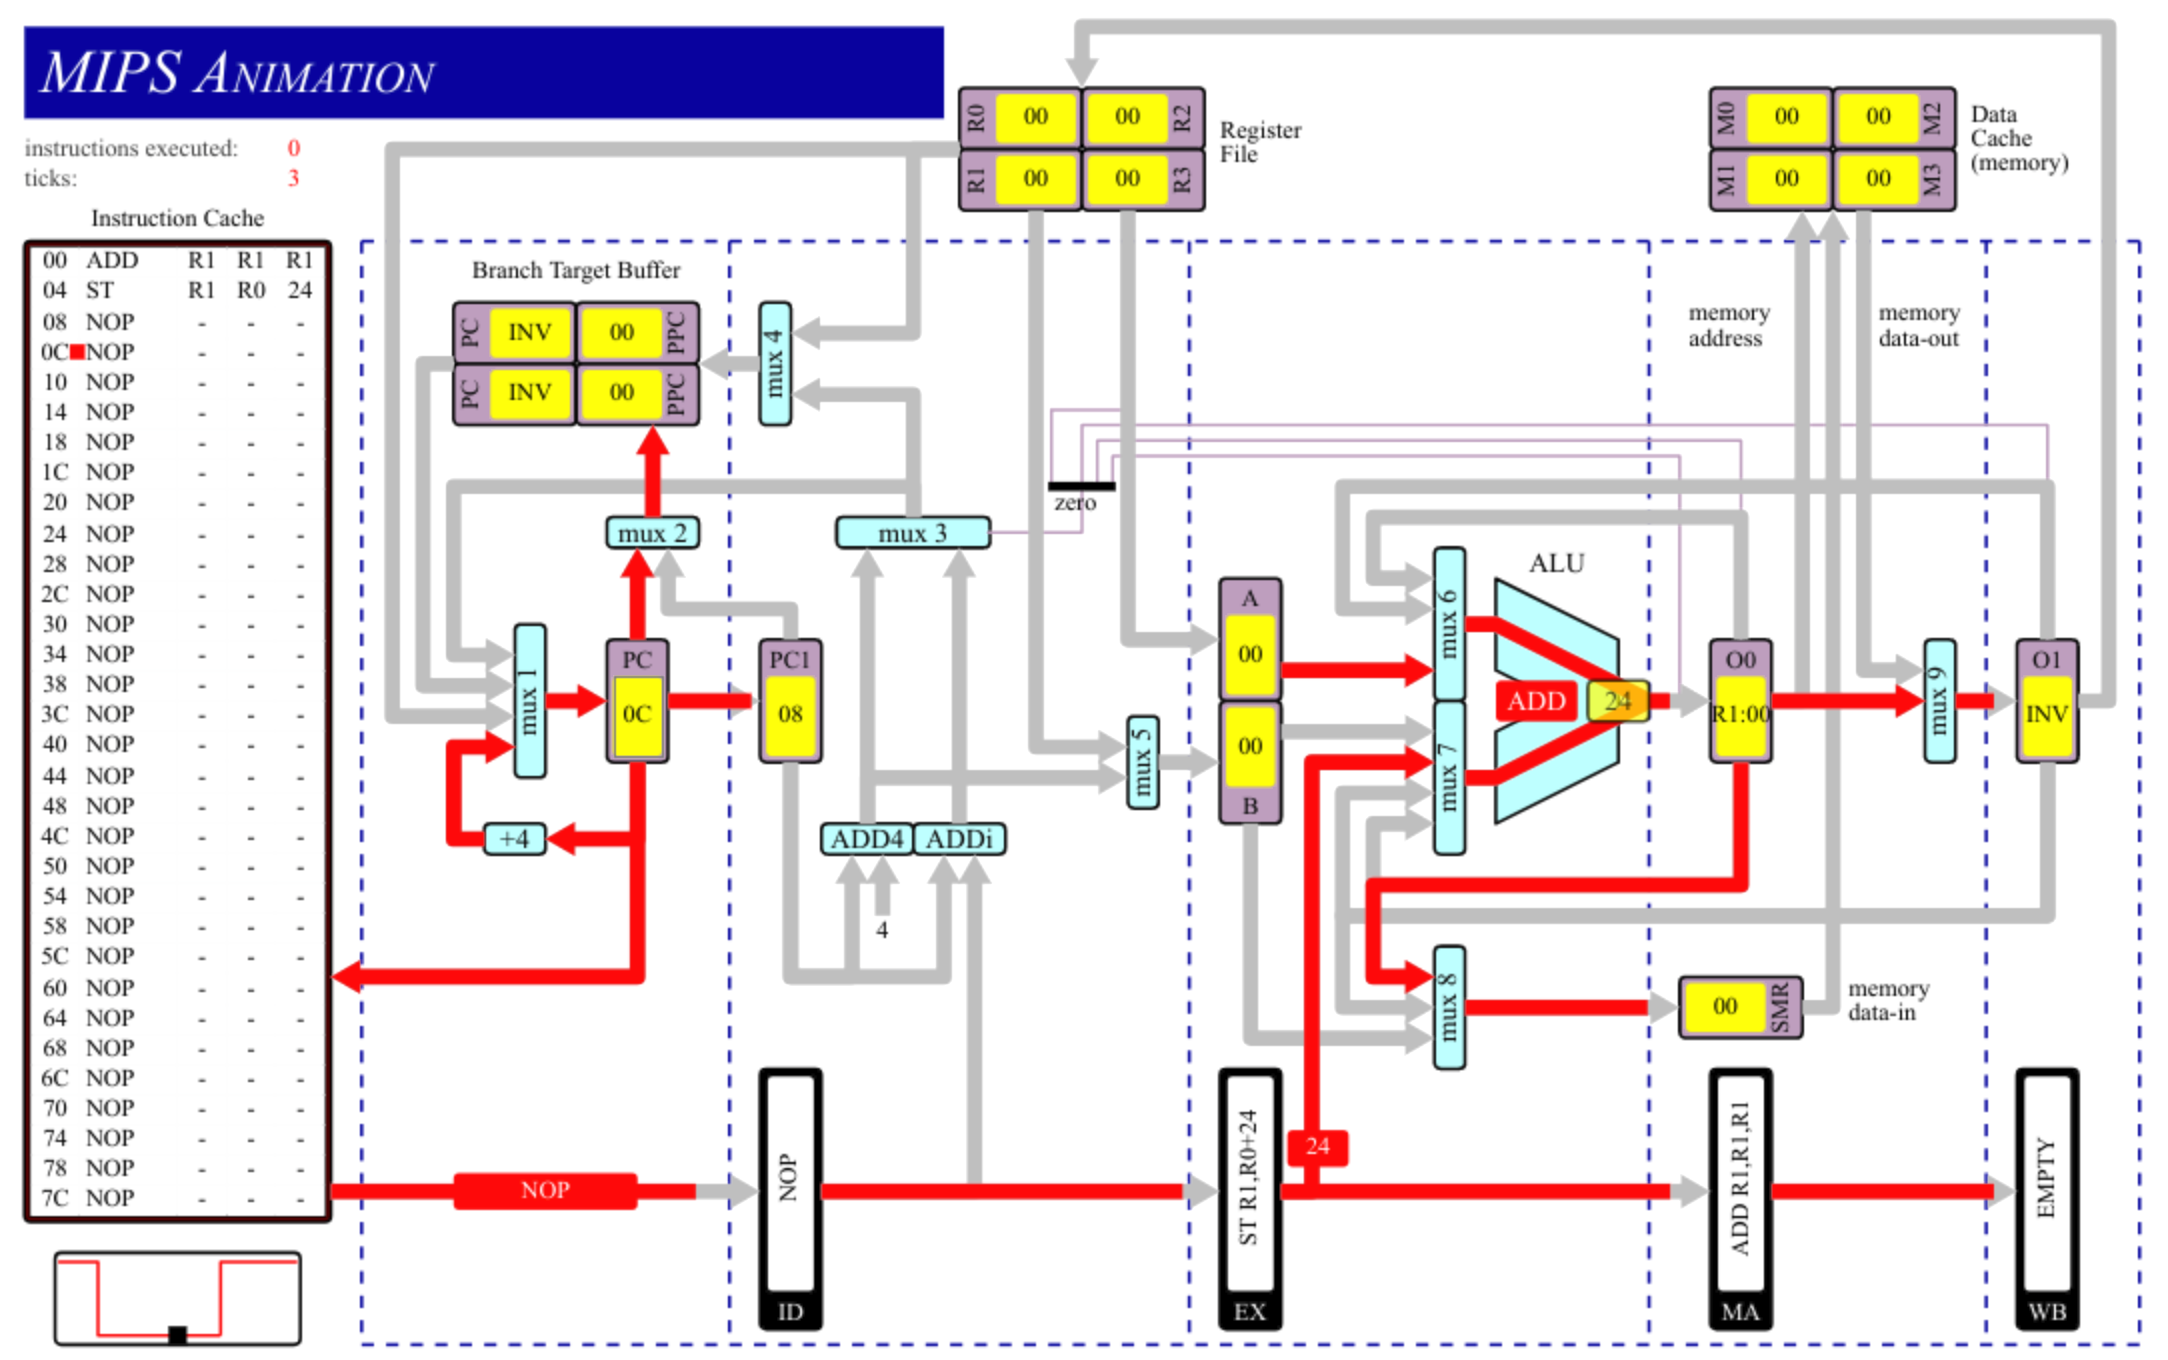 MIPS ANIMATION
instructions executed: 0
ticks: 3
Instruction Cache
00 ADD R1 R1 R1
04 ST R1 R0 24
08 NOP - - -
0C NOP - - -
10 NOP - - -
14 NOP - - -
18 NOP - - -
1C NOP - - -
20 NOP - - -
24 NOP - - -
28 NOP - - -
2C NOP - - -
30 NOP - - -
34 NOP - - -
38 NOP - - -
3C NOP - - -
40 NOP - - -
44 NOP - - -
48 NOP - - -
4C NOP - - -
50 NOP - - -
54 NOP - - -
58 NOP - - -
5C NOP - - -
60 NOP - - -
64 NOP - - -
68 NOP - - -
6C NOP - - -
70 NOP - - -
74 NOP - - -
78 NOP - - -
7C NOP - - -
R0 00 00 R2
R1 00 00 R3
Register
File
M0 00 00 M2
M1 00 00 M3
Data
Cache
(memory)
Branch Target Buffer
PC INV 00 PPC
PC INV 00 PPC
mux 4
memory
address
memory
data-out
zero
mux 2
mux 3
ALU
mux 1
PC
0C
PC1
08
mux 5
A
00
00
B
mux 6
mux 7
ADD
24
O0
R1:00
mux 9
O1
INV
+4
ADD4
ADDi
4
mux 8
00 SMR
memory
data-in
24
NOP
NOP
ID
ST R1,R0+24
EX
ADD R1,R1,R1
MA
EMPTY
WB